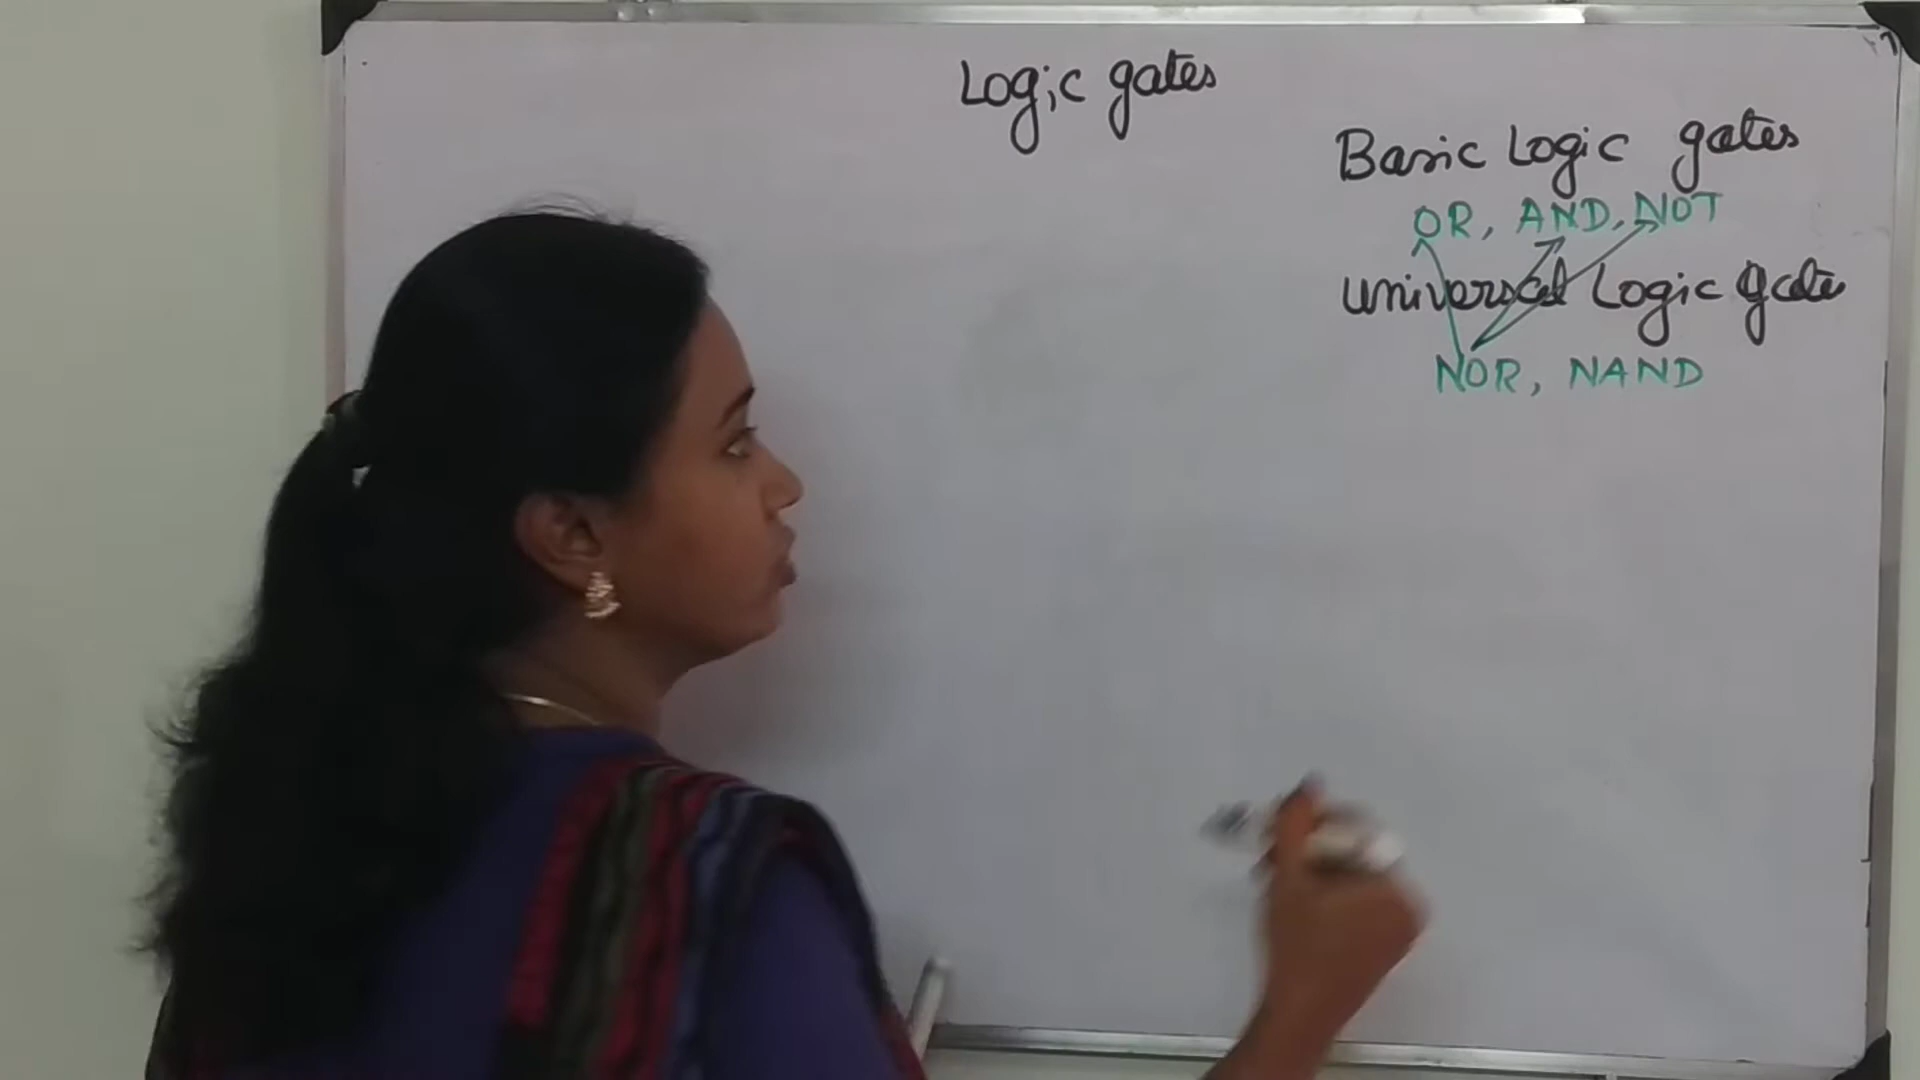 Logic gates
Basic Logic gates
OR, AND, NOT
universal Logic gate
NOR, NAND